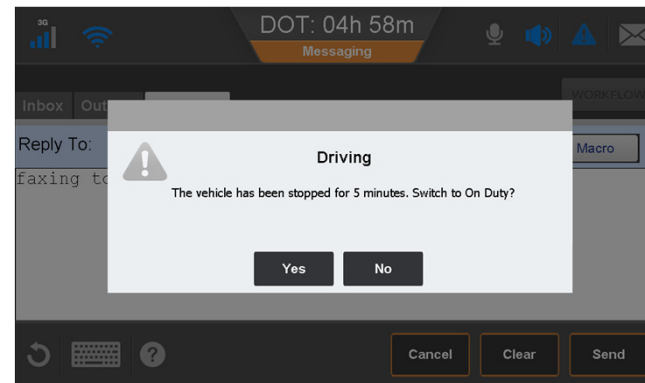 3G
DOT: 04h 58m
Messaging
WORKFLOW
Inbox
Out
Reply To:
Macro
faxing to
Driving
The vehicle has been stopped for 5 minutes. Switch to On Duty?
Yes
No
Cancel
Clear
Send